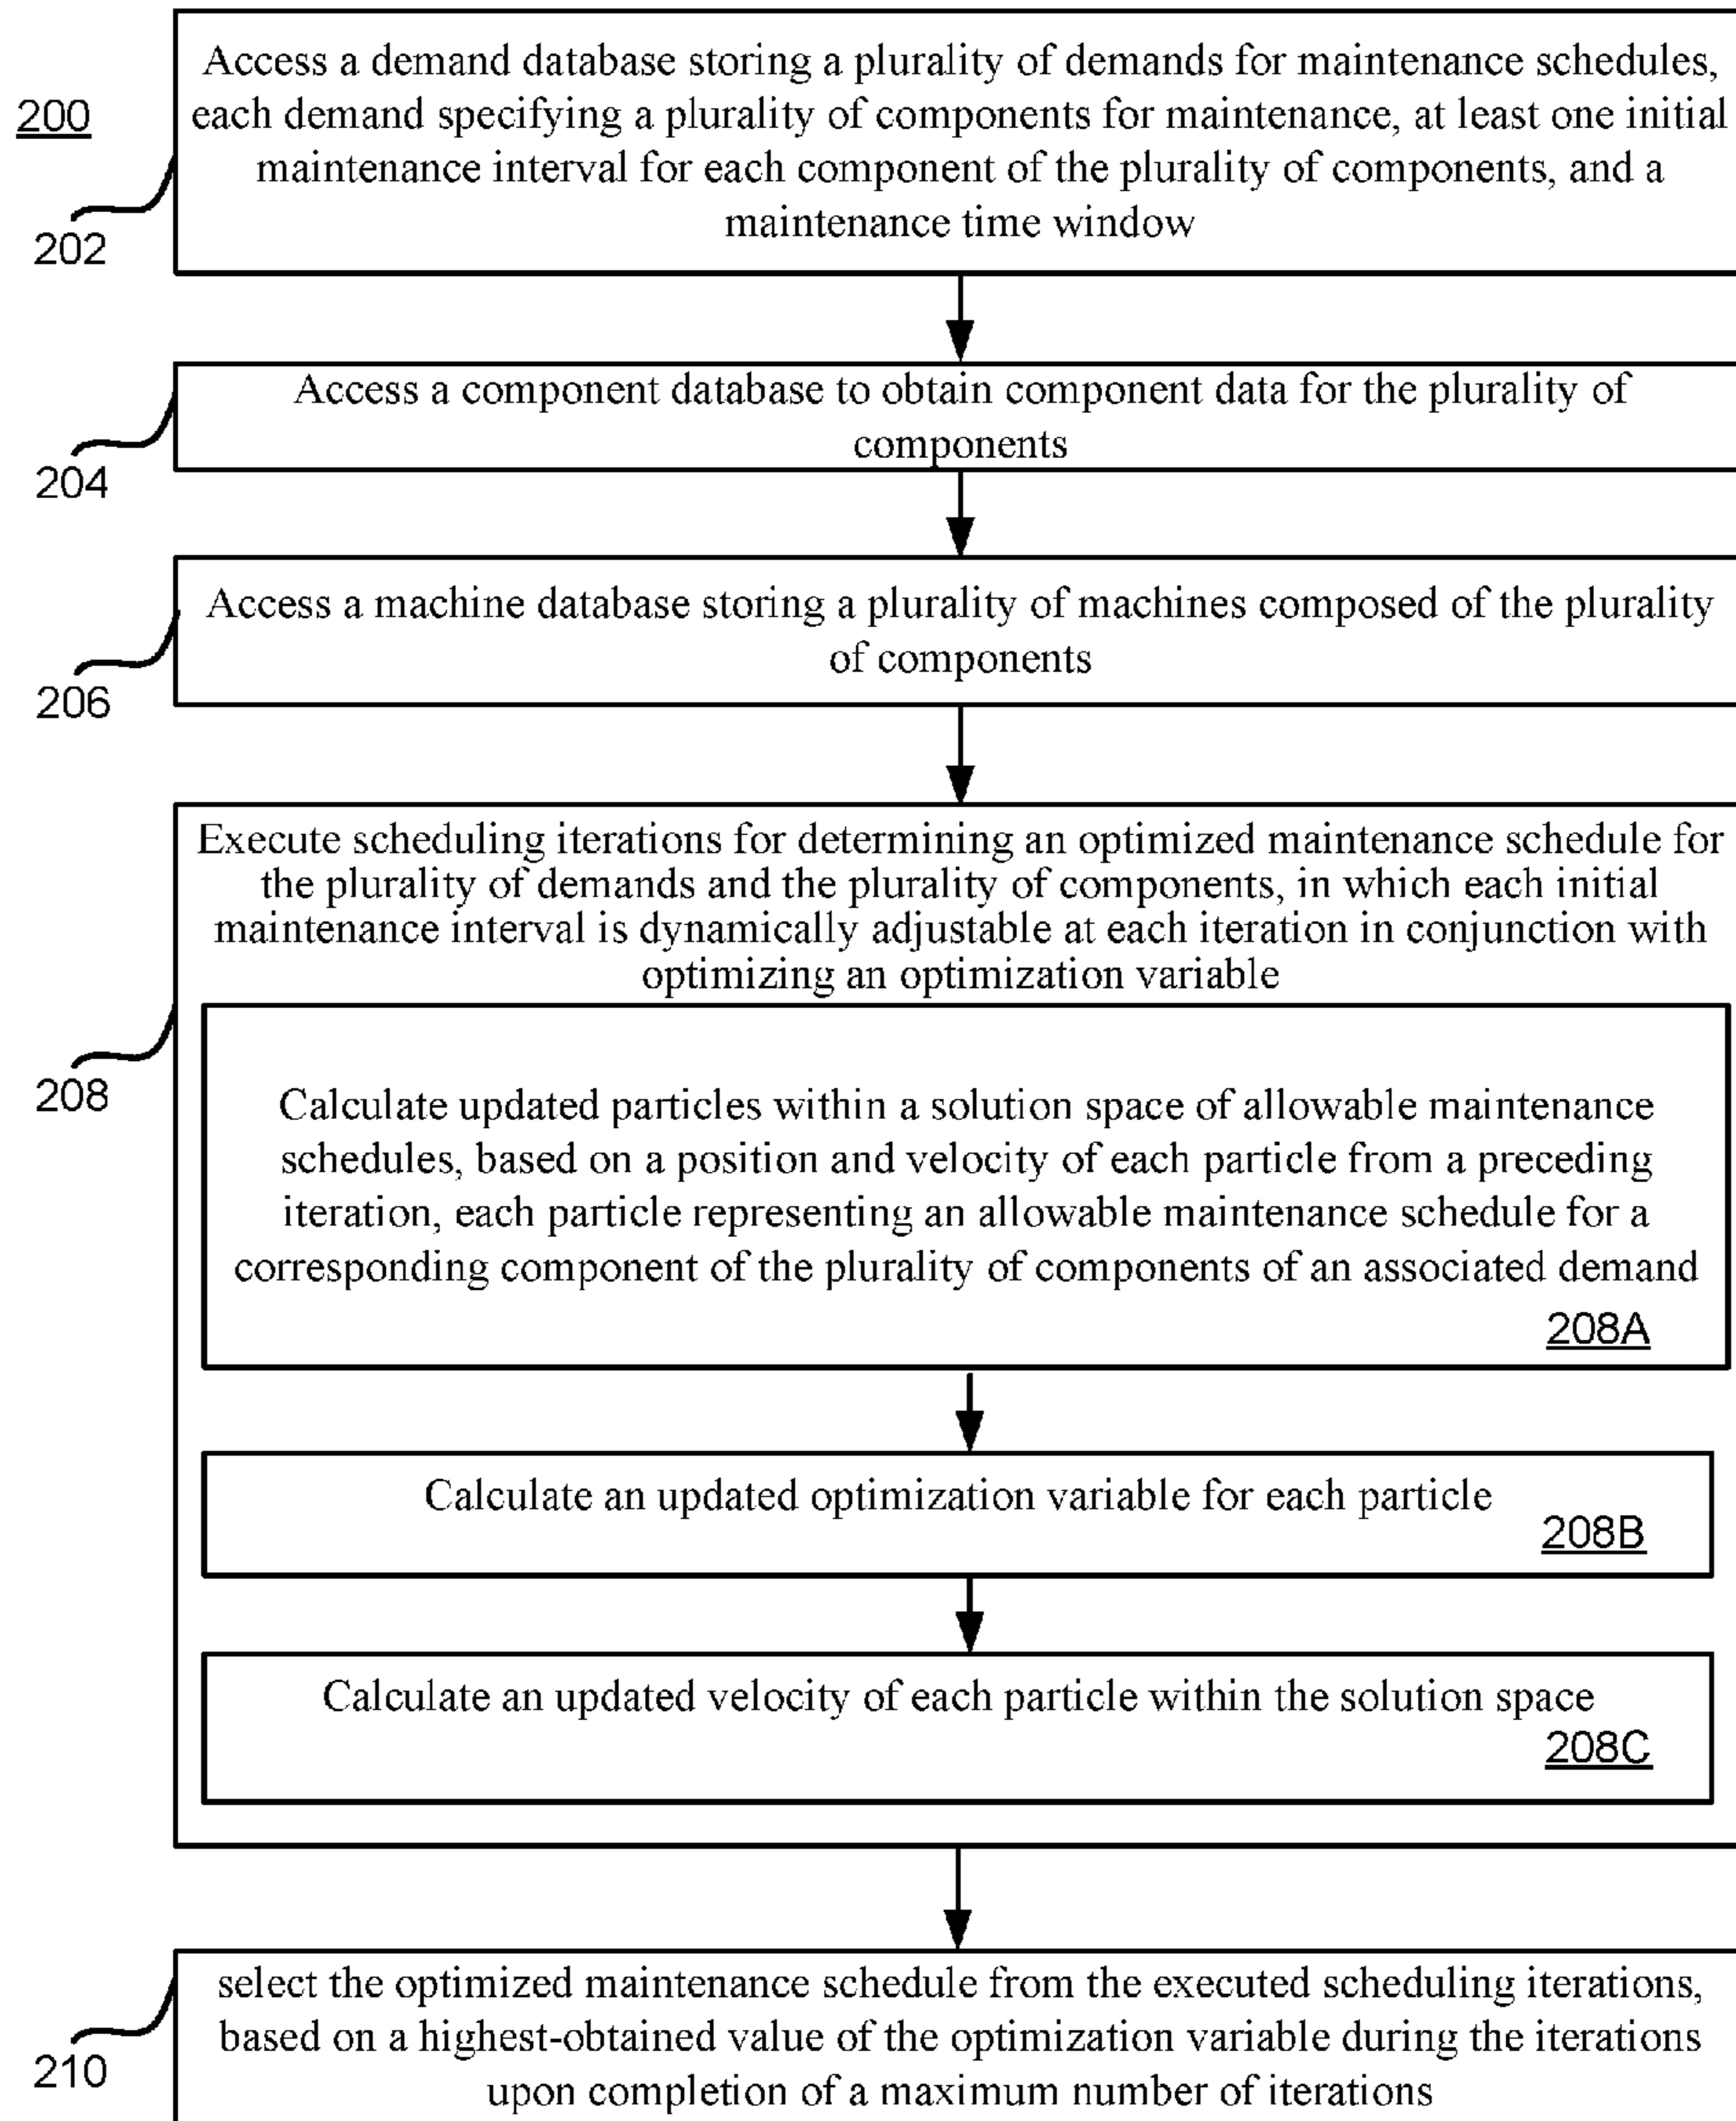 Access a demand database storing a plurality of demands for maintenance schedules,
200
each demand specifying a plurality of components for maintenance, at least one initial
maintenance interval for each component of the plurality of components, and a
maintenance time window
202
Access a component database to obtain component data for the plurality of
components
204
Access a machine database storing a plurality of machines composed of the plurality
of components
206
Execute scheduling iterations for determining an optimized maintenance schedule for
the plurality of demands and the plurality of components, in which each initial
maintenance interval is dynamically adjustable at each iteration in conjunction with
optimizing an optimization variable
208
Calculate updated particles within a solution space of allowable maintenance
schedules, based on a position and velocity of each particle from a preceding
iteration, each particle representing an allowable maintenance schedule for a
corresponding component of the plurality of components of an associated demand
208A
Calculate an updated optimization variable for each particle
208B
Calculate an updated velocity of each particle within the solution space
208C
select the optimized maintenance schedule from the executed scheduling iterations,
based on a highest-obtained value of the optimization variable during the iterations
upon completion of a maximum number of iterations
210